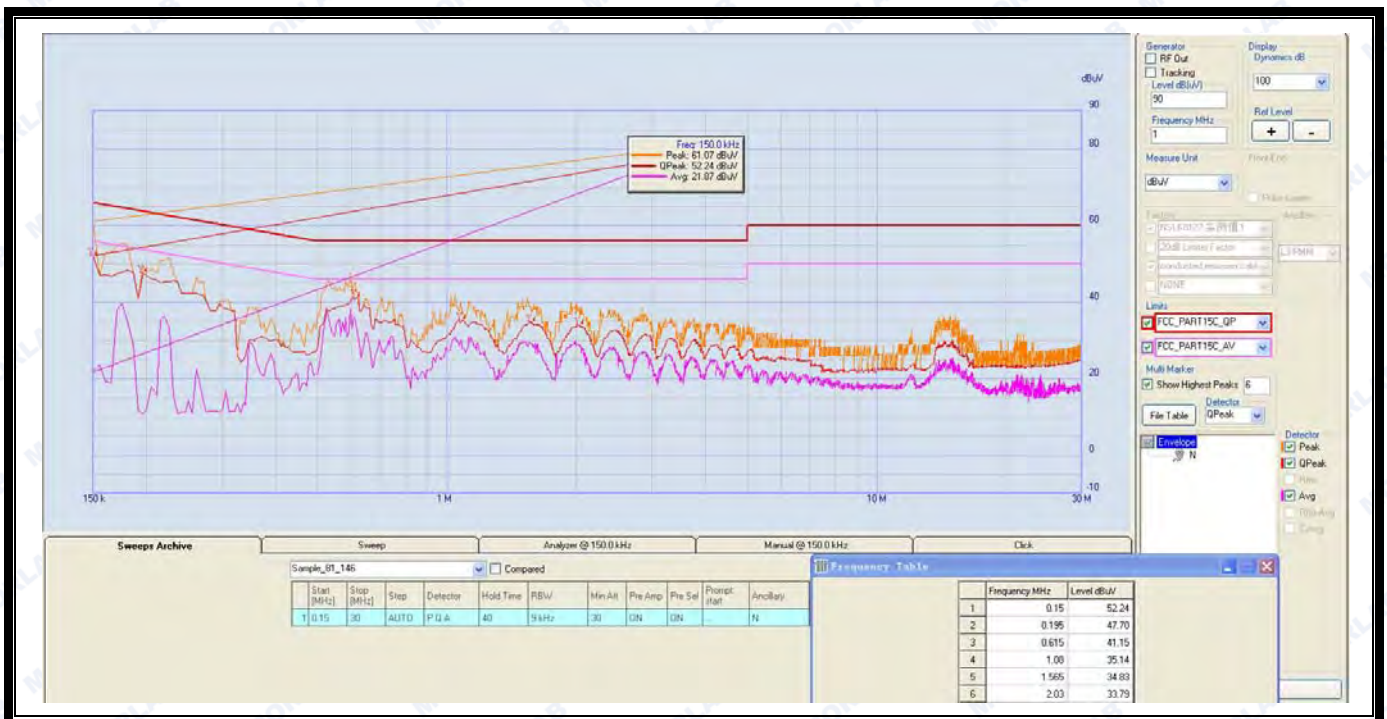 Generator
RF Out
Tracking
Level dB(uV)
90
Frequency MHz
1
Display
Dynamics dB
100
Ref Level
+ -
Measure Unit
dBuV
dBuV
90
80
60
40
20
0
-10
150 k 1 M 10 M 30 M
Freq: 150.0 kHz
Peak: 61.07 dBuV
QPeak: 52.24 dBuV
Avg: 21.87 dBuV
NONE
Limits
FCC_PART15C_QP
FCC_PART15C_AV
Multi Marker
Show Highest Peaks 6
File Table
Detector
QPeak
Envelope
N
Detector
Peak
QPeak
Avg
Sweeps Archive Sweep Analyzer @ 150.0 kHz Manual @ 150.0 kHz Click
Sample_81_146 Compared
Start [MHz] Stop [MHz] Step Detector Hold Time RBW Min Att Pre Amp Pre Sel Prompt start Ancillary
1 0.15 30 AUTO P Q A 40 9 kHz 30 ON ON ... N
Frequency Table
Frequency MHz Level dBuV
1 0.15 52.24
2 0.195 47.70
3 0.615 41.15
4 1.08 35.14
5 1.565 34.83
6 2.03 33.79